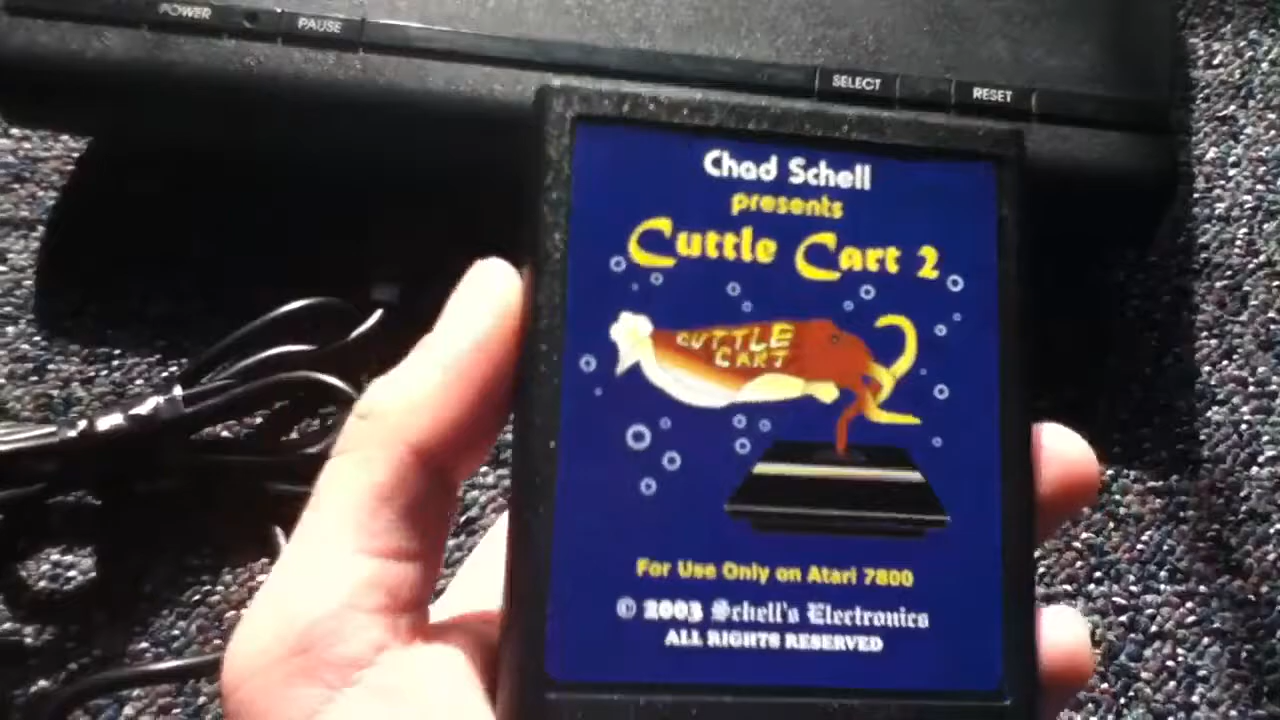 POWER
PAUSE
SELECT
RESET
Chad Schell
presents
Cuttle Cart 2
CUTTLE
CART
For Use Only on Atari 7800
© 2003 Schell's Electronics
ALL RIGHTS RESERVED